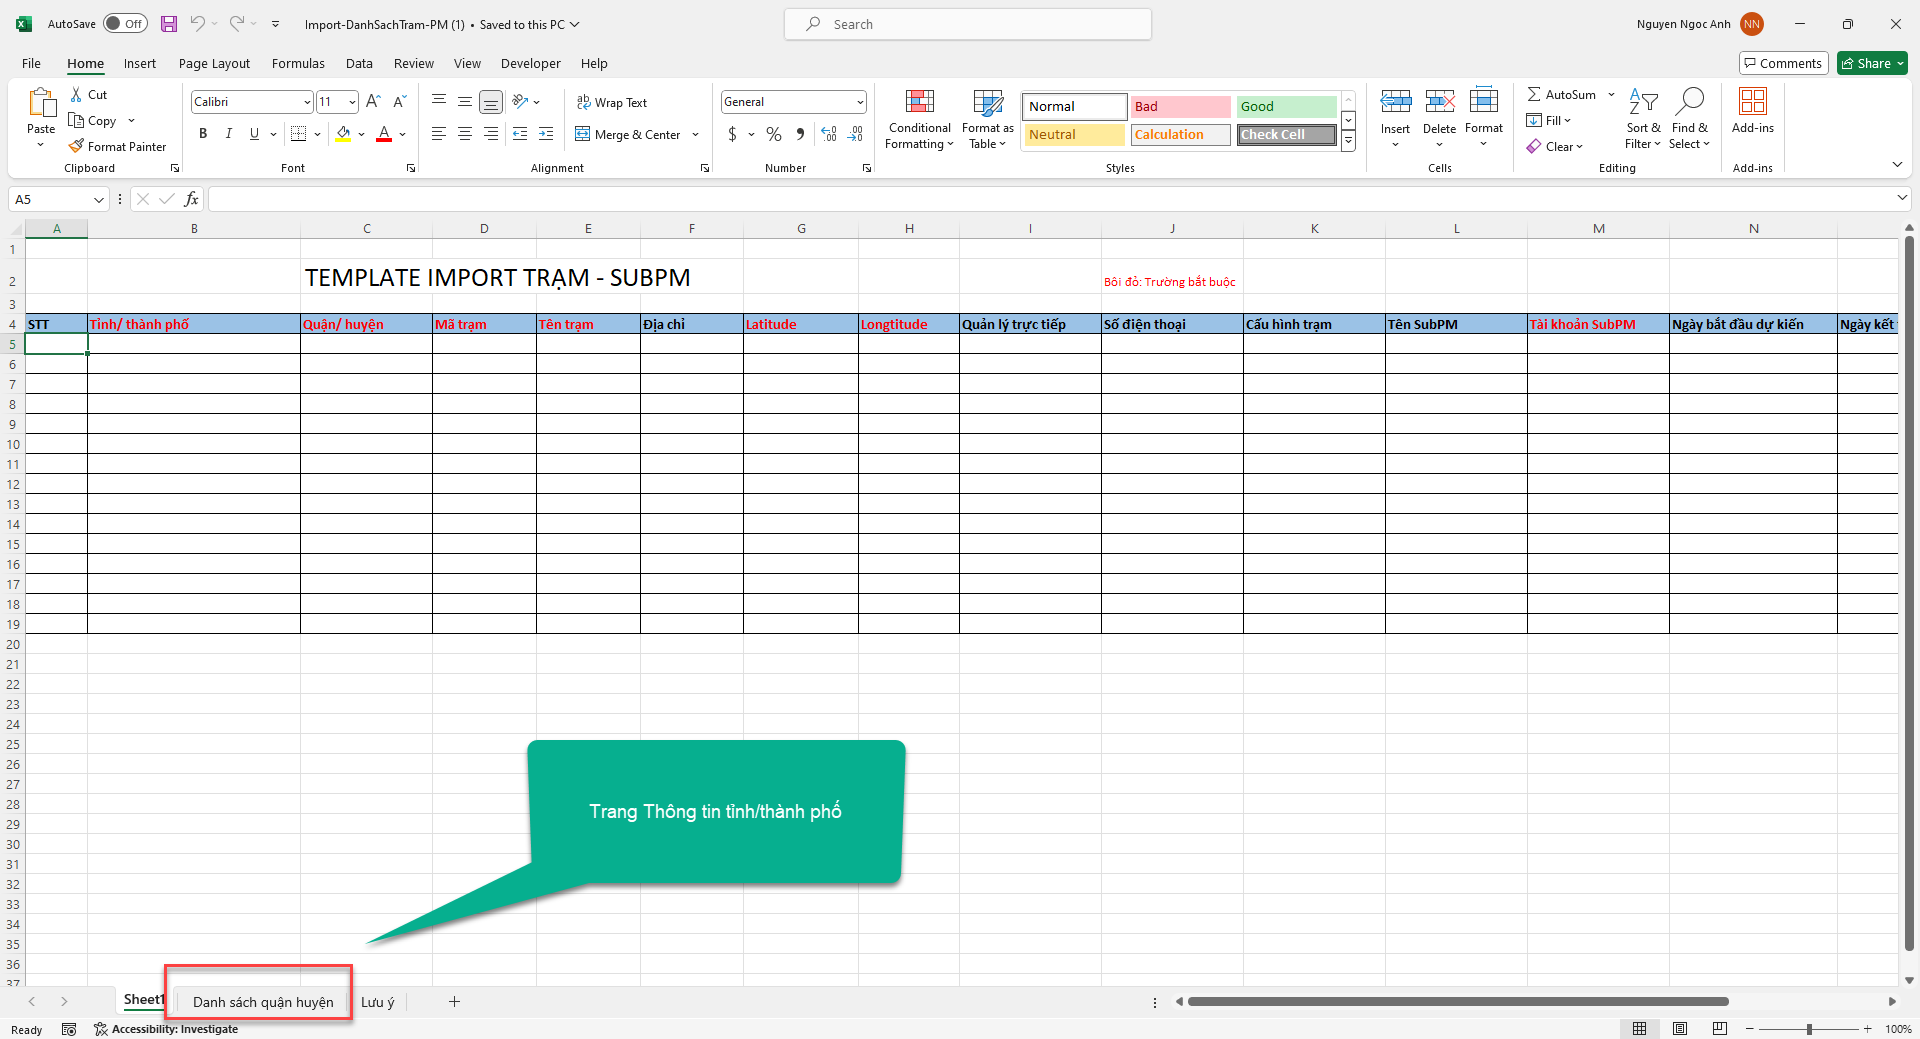 AutoSave Off Import-DanhSachTram-PM (1) • Saved to this PC Search Nguyen Ngoc Anh NN
File Home Insert Page Layout Formulas Data Review View Developer Help Comments Share
Paste
Cut
Copy
Format Painter
Clipboard
Calibri 11
B I U
Font
Wrap Text
Merge & Center
Alignment
General
$ % ,
Number
Conditional Formatting
Format as Table
Normal Bad Good
Neutral Calculation Check Cell
Styles
Insert Delete Format
Cells
AutoSum
Fill
Clear
Sort & Filter
Find & Select
Editing
Add-ins
Add-ins
A5 fx
A B C D E F G H I J K L M N
1
2 TEMPLATE IMPORT TRẠM - SUBPM Bôi đỏ: Trường bắt buộc
3
4 STT Tỉnh/ thành phố Quận/ huyện Mã trạm Tên trạm Địa chỉ Latitude Longtitude Quản lý trực tiếp Số điện thoại Cấu hình trạm Tên SubPM Tài khoản SubPM Ngày bắt đầu dự kiến Ngày kết
5
6
7
8
9
10
11
12
13
14
15
16
17
18
19
20
21
22
23
24
25
26
27
28
29
30
31
32
33
34
35
36
37
Trang Thông tin tỉnh/thành phố
Sheet1 Danh sách quận huyện Lưu ý
Ready Accessibility: Investigate 100%